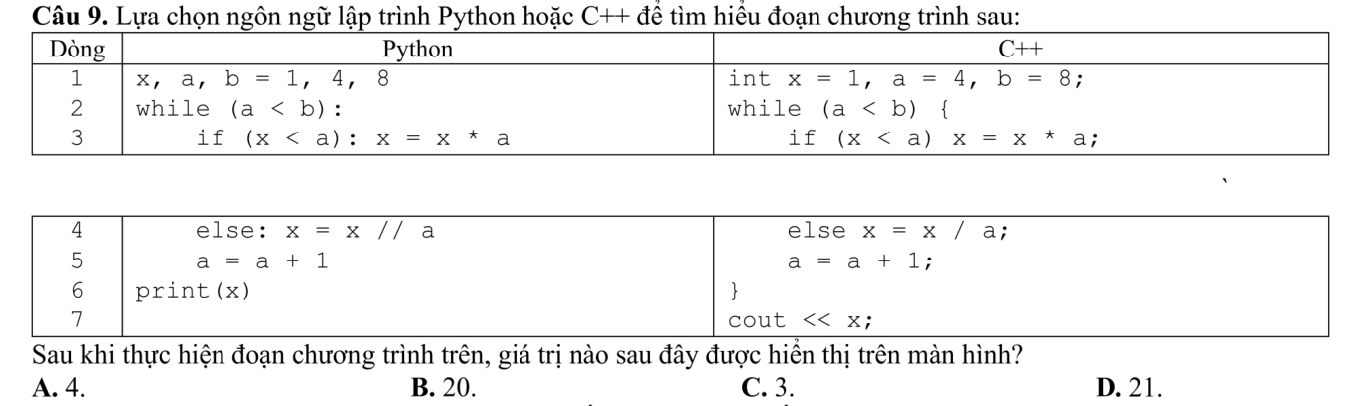 Câu 9. Lựa chọn ngôn ngữ lập trình Python hoặc C++ để tìm hiểu đoạn chương trình sau:
Dòng Python C++
1 x, a, b = 1, 4, 8 int x = 1, a = 4, b = 8;
2 while (a < b): while (a < b) {
3 if (x < a): x = x * a if (x < a) x = x * a;
4 else: x = x // a else x = x / a;
5 a = a + 1 a = a + 1;
6 print(x) }
7 cout << x;
Sau khi thực hiện đoạn chương trình trên, giá trị nào sau đây được hiển thị trên màn hình?
A. 4. B. 20. C. 3. D. 21.